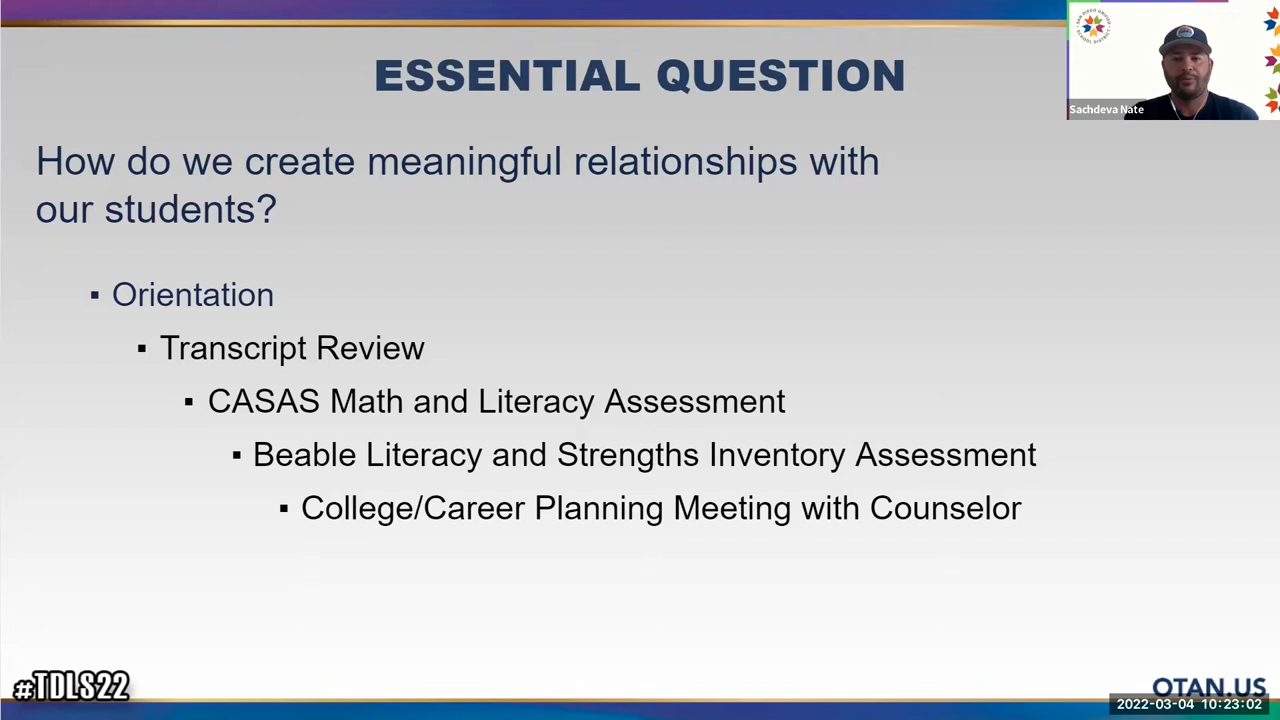 ESSENTIAL QUESTION
Sachdeva Nate
How do we create meaningful relationships with
our students?
▪ Orientation
▪ Transcript Review
▪ CASAS Math and Literacy Assessment
▪ Beable Literacy and Strengths Inventory Assessment
▪ College/Career Planning Meeting with Counselor
#TDLS22
OTAN.US
2022-03-04 10:23:02